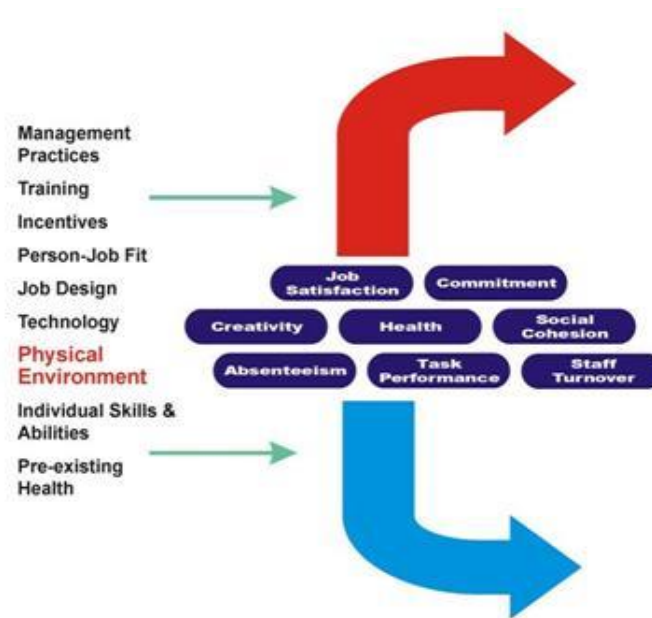 Management
Practices
Training
Incentives
Person-Job Fit
Job Design
Technology
Physical
Environment
Individual Skills &
Abilities
Pre-existing
Health
Job
Satisfaction
Commitment
Creativity
Health
Social
Cohesion
Absenteeism
Task
Performance
Staff
Turnover